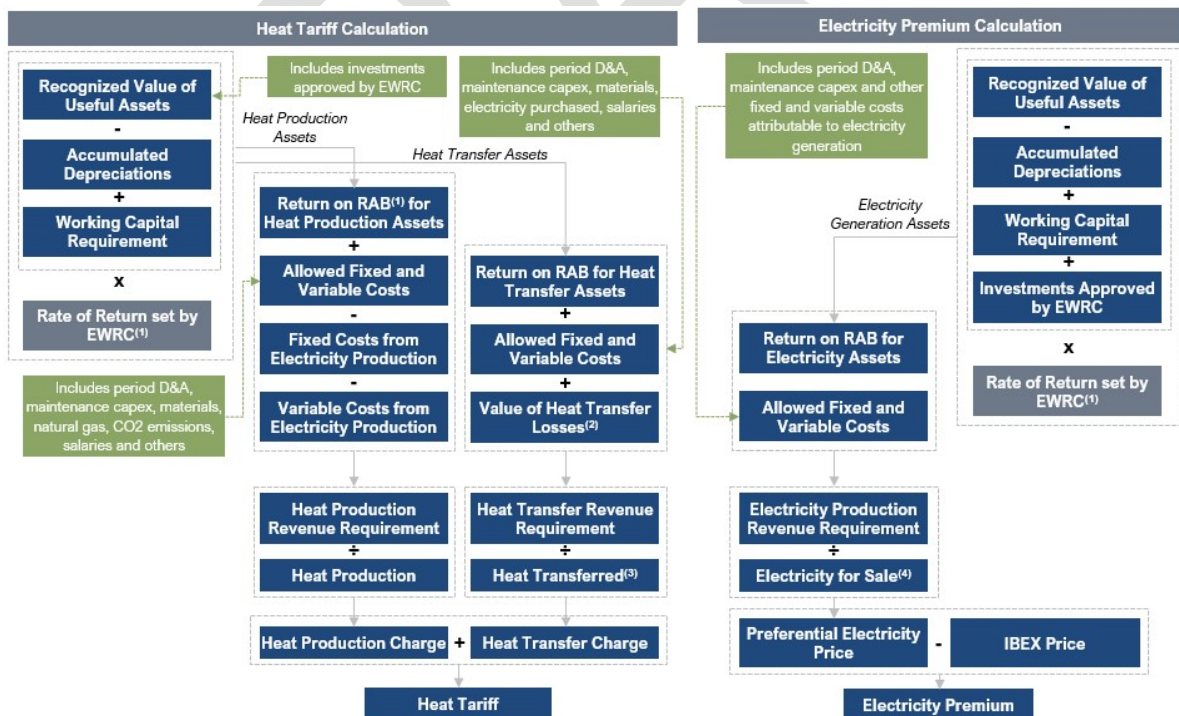 Heat Tariff Calculation
Recognized Value of
Useful Assets
-
Accumulated
Depreciations
+
Working Capital
Requirement
x
Rate of Return set by
EWRC(1)
Includes investments
approved by EWRC
Includes period D&A,
maintenance capex, materials,
electricity purchased, salaries
and others
Heat Production
Assets
Heat Transfer Assets
Includes period D&A,
maintenance capex, materials,
natural gas, CO2 emissions,
salaries and others
Return on RAB(1) for
Heat Production Assets
+
Allowed Fixed and
Variable Costs
-
Fixed Costs from
Electricity Production
-
Variable Costs from
Electricity Production
Return on RAB for Heat
Transfer Assets
+
Allowed Fixed and
Variable Costs
+
Value of Heat Transfer
Losses(2)
Heat Production
Revenue Requirement
÷
Heat Production
Heat Transfer Revenue
Requirement
÷
Heat Transferred(3)
Heat Production Charge + Heat Transfer Charge
Heat Tariff
Electricity Premium Calculation
Includes period D&A,
maintenance capex and other
fixed and variable costs
attributable to electricity
generation
Recognized Value of
Useful Assets
-
Accumulated
Depreciations
+
Working Capital
Requirement
+
Investments Approved
by EWRC
x
Rate of Return set by
EWRC(1)
Electricity
Generation Assets
Return on RAB for
Electricity Assets
+
Allowed Fixed and
Variable Costs
Electricity Production
Revenue Requirement
÷
Electricity for Sale(4)
Preferential Electricity
Price
-
IBEX Price
Electricity Premium